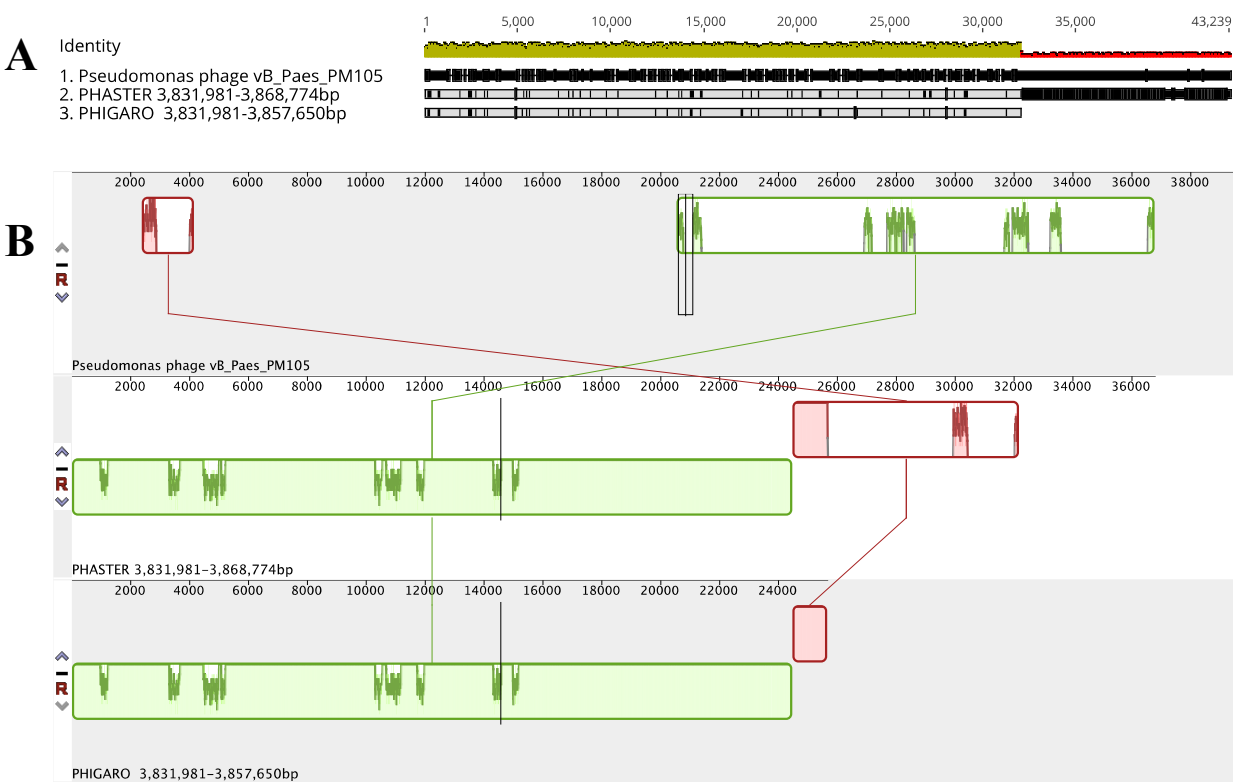 A
1 5,000 10,000 15,000 20,000 25,000 30,000 35,000 43,239
Identity
1. Pseudomonas phage vB_Paes_PM105
2. PHASTER 3,831,981-3,868,774bp
3. PHIGARO 3,831,981-3,857,650bp
B
2000 4000 6000 8000 10000 12000 14000 16000 18000 20000 22000 24000 26000 28000 30000 32000 34000 36000 38000
R
Pseudomonas phage vB_Paes_PM105
2000 4000 6000 8000 10000 12000 14000 16000 18000 20000 22000 24000 26000 28000 30000 32000 34000 36000
R
PHASTER 3,831,981-3,868,774bp
2000 4000 6000 8000 10000 12000 14000 16000 18000 20000 22000 24000
R
PHIGARO 3,831,981-3,857,650bp